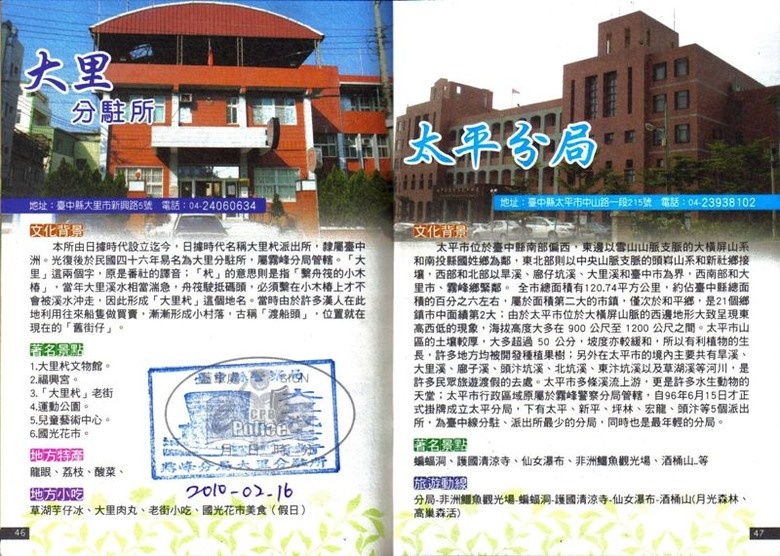 大里
分駐所
地址：臺中縣大里市新興路5號　電話：04-24060634
文化背景
本所由日據時代設立迄今，日據時代名稱大里杙派出所，隸屬臺中
洲。光復後於民國四十六年易名為大里分駐所，屬霧峰分局管轄。「大
里」這兩個字，原是番社的譯音；「杙」的意思則是指「繫舟筏的小木
樁」，當年大里溪水相當湍急，舟筏駛抵碼頭，必須繫在小木樁上才不
會被溪水沖走，因此形成「大里杙」這個地名。當時由於許多漢人在此
地利用往來船隻做買賣，漸漸形成小村落，古稱「渡船頭」，位置就在
現在的「舊街仔」。
著名景點
1.大里杙文物館。
2.福興宮。
3.「大里杙」老街
4.運動公園。
5.兒童藝術中心。
6.國光花市。
地方特產
龍眼、荔枝、酸菜、
地方小吃
草湖芋仔冰、大里肉丸、老街小吃、國光花市美食（假日）
CPB
Police
月 日 時 分
霧峰分局大里分駐所
2010-02-16
46
太平分局
地址：臺中縣太平市中山路一段215號　電話：04-23938102
文化背景
太平市位於臺中縣南部偏西，東邊以雪山山脈支脈的大橫屏山系
和南投縣國姓鄉為鄰，東北部則以中央山脈支脈的頭嵙山系和新社鄉接
壤，西部和北部以旱溪、廍仔坑溪、大里溪和臺中市為界，西南部和大
里市、霧峰鄉緊鄰。 全市總面積有120.74平方公里，約佔臺中縣總面
積的百分之六左右，屬於面積第二大的市鎮，僅次於和平鄉，是21個鄉
鎮市中面績第2大；由於太平市位於大橫屏山脈的西邊地形大致呈現東
高西低的現象，海拔高度大多在 900 公尺至 1200 公尺之間。太平市山
區的土壤較厚，大多超過 50 公分，坡度亦較緩和，所以有利植物的生
長，許多地方均被開發種植果樹；另外在太平市的境內主要共有旱溪、
大里溪、廍子溪、頭汴坑溪、北坑溪、東汴坑溪以及草湖溪等河川，是
許多民眾旅遊渡假的去處。太平市多條溪流上游，更是許多水生動物的
天堂；太平市行政區域原屬於霧峰警察分局管轄，自96年6月15日才正
式掛牌成立太平分局，下有太平、新平、坪林、宏龍、頭汴等5個派出
所，為臺中線分駐、派出所最少的分局，同時也是最年輕的分局。
著名景點
蝙蝠洞、護國清涼寺、仙女瀑布、非洲鱷魚觀光場、酒桶山..等
旅遊動線
分局-非洲鱷魚觀光場-蝙蝠洞-護國清涼寺-仙女瀑布-酒桶山(月光森林、
高巢森活)
47